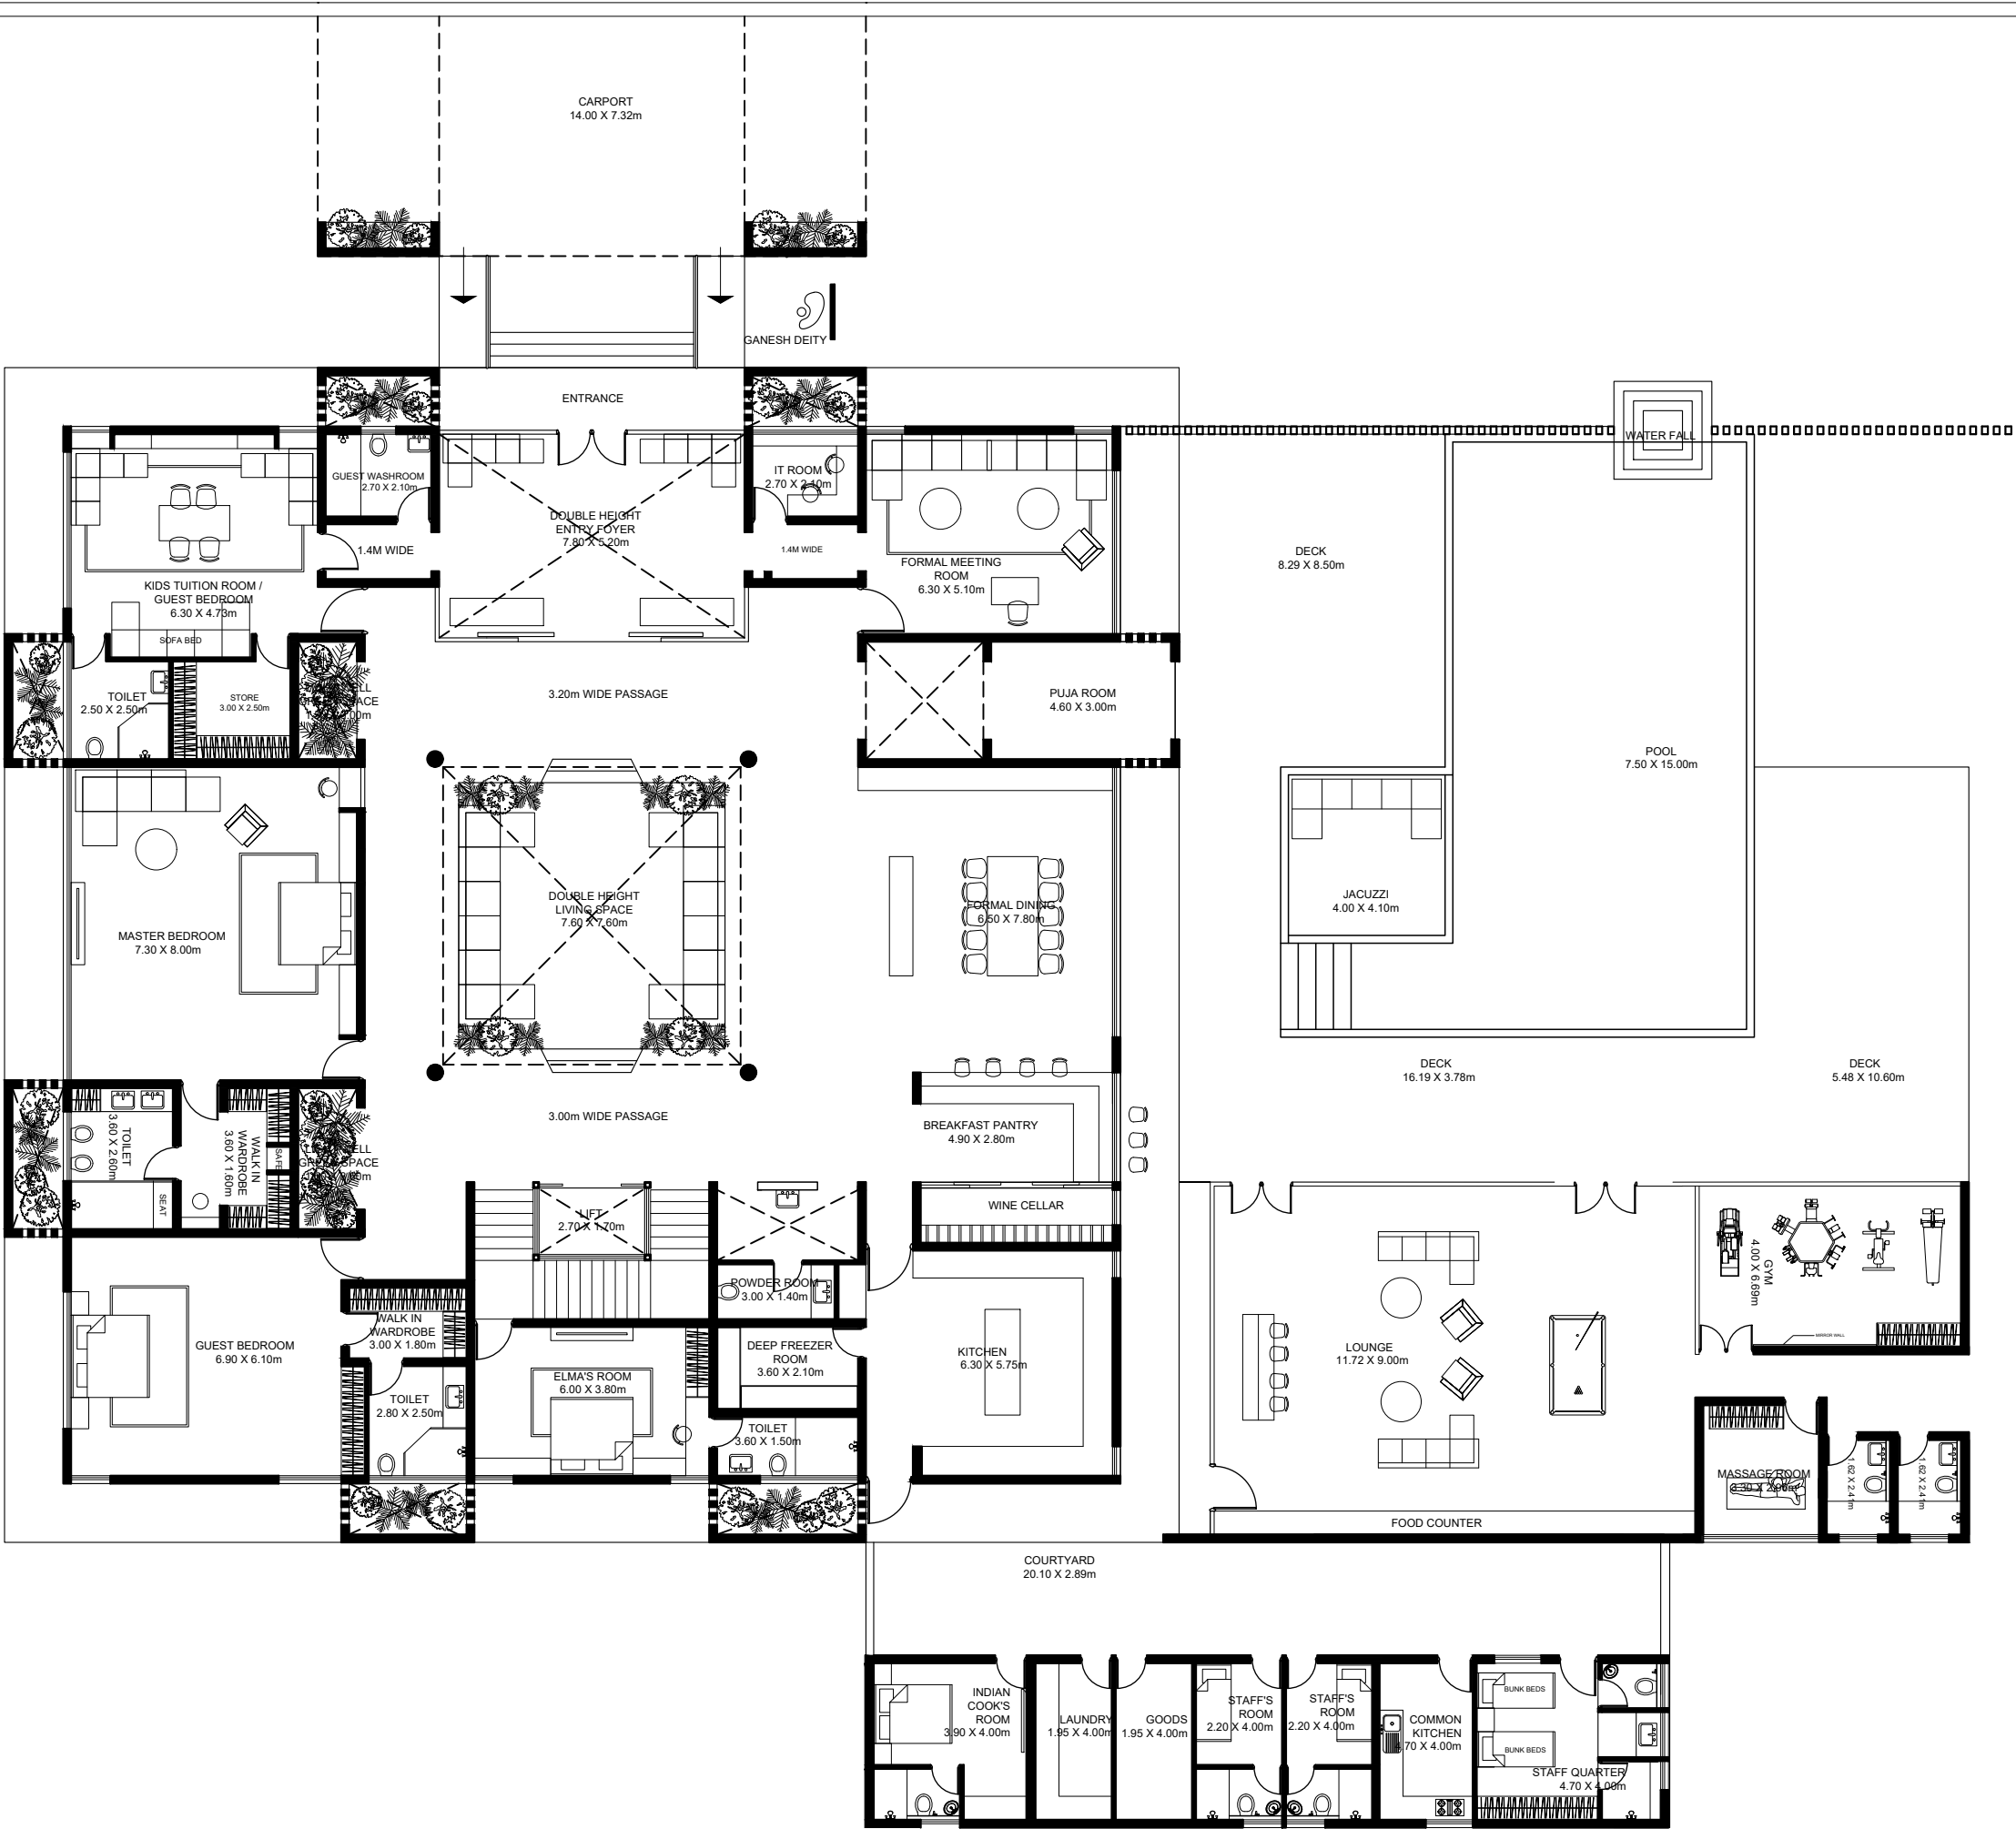 CARPORT
14.00 X 7.32m
GANESH DEITY
ENTRANCE
WATER FALL
GUEST WASHROOM
2.70 X 2.10m
IT ROOM
2.70 X 2.10m
DOUBLE HEIGHT
ENTRY FOYER
7.80 X 5.20m
1.4M WIDE
1.4M WIDE
FORMAL MEETING
ROOM
6.30 X 5.10m
DECK
8.29 X 8.50m
KIDS TUITION ROOM /
GUEST BEDROOM
6.30 X 4.73m
SOFA BED
TOILET
2.50 X 2.50m
STORE
3.00 X 2.50m
3.20m WIDE PASSAGE
PUJA ROOM
4.60 X 3.00m
POOL
7.50 X 15.00m
DOUBLE HEIGHT
LIVING SPACE
7.60 X 7.60m
FORMAL DINING
6.50 X 7.80m
JACUZZI
4.00 X 4.10m
MASTER BEDROOM
7.30 X 8.00m
DECK
16.19 X 3.78m
DECK
5.48 X 10.60m
TOILET
3.60 X 2.60m
WALK IN
WARDROBE
3.60 X 1.60m
SAFE
SEAT
GREEN SPACE
3.00m WIDE PASSAGE
BREAKFAST PANTRY
4.90 X 2.80m
WINE CELLAR
LIFT
2.70 X 1.70m
POWDER ROOM
3.00 X 1.40m
GYM
4.00 X 6.69m
MIRROR WALL
WALK IN
WARDROBE
3.00 X 1.80m
GUEST BEDROOM
6.90 X 6.10m
DEEP FREEZER
ROOM
3.60 X 2.10m
KITCHEN
6.30 X 5.75m
LOUNGE
11.72 X 9.00m
ELMA'S ROOM
6.00 X 3.80m
TOILET
2.80 X 2.50m
TOILET
3.60 X 1.50m
MASSAGE ROOM
1.62 X 2.41m
1.62 X 2.41m
FOOD COUNTER
COURTYARD
20.10 X 2.89m
INDIAN
COOK'S
ROOM
3.90 X 4.00m
LAUNDRY
1.95 X 4.00m
GOODS
1.95 X 4.00m
STAFF'S
ROOM
2.20 X 4.00m
STAFF'S
ROOM
2.20 X 4.00m
COMMON
KITCHEN
BUNK BEDS
BUNK BEDS
STAFF QUARTER
4.70 X 4.00m